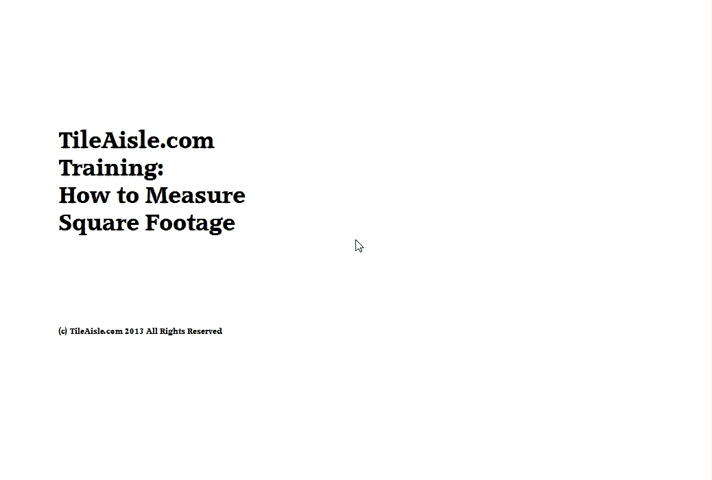 TileAisle.com
Training:
How to Measure
Square Footage
(c) TileAisle.com 2013 All Rights Reserved